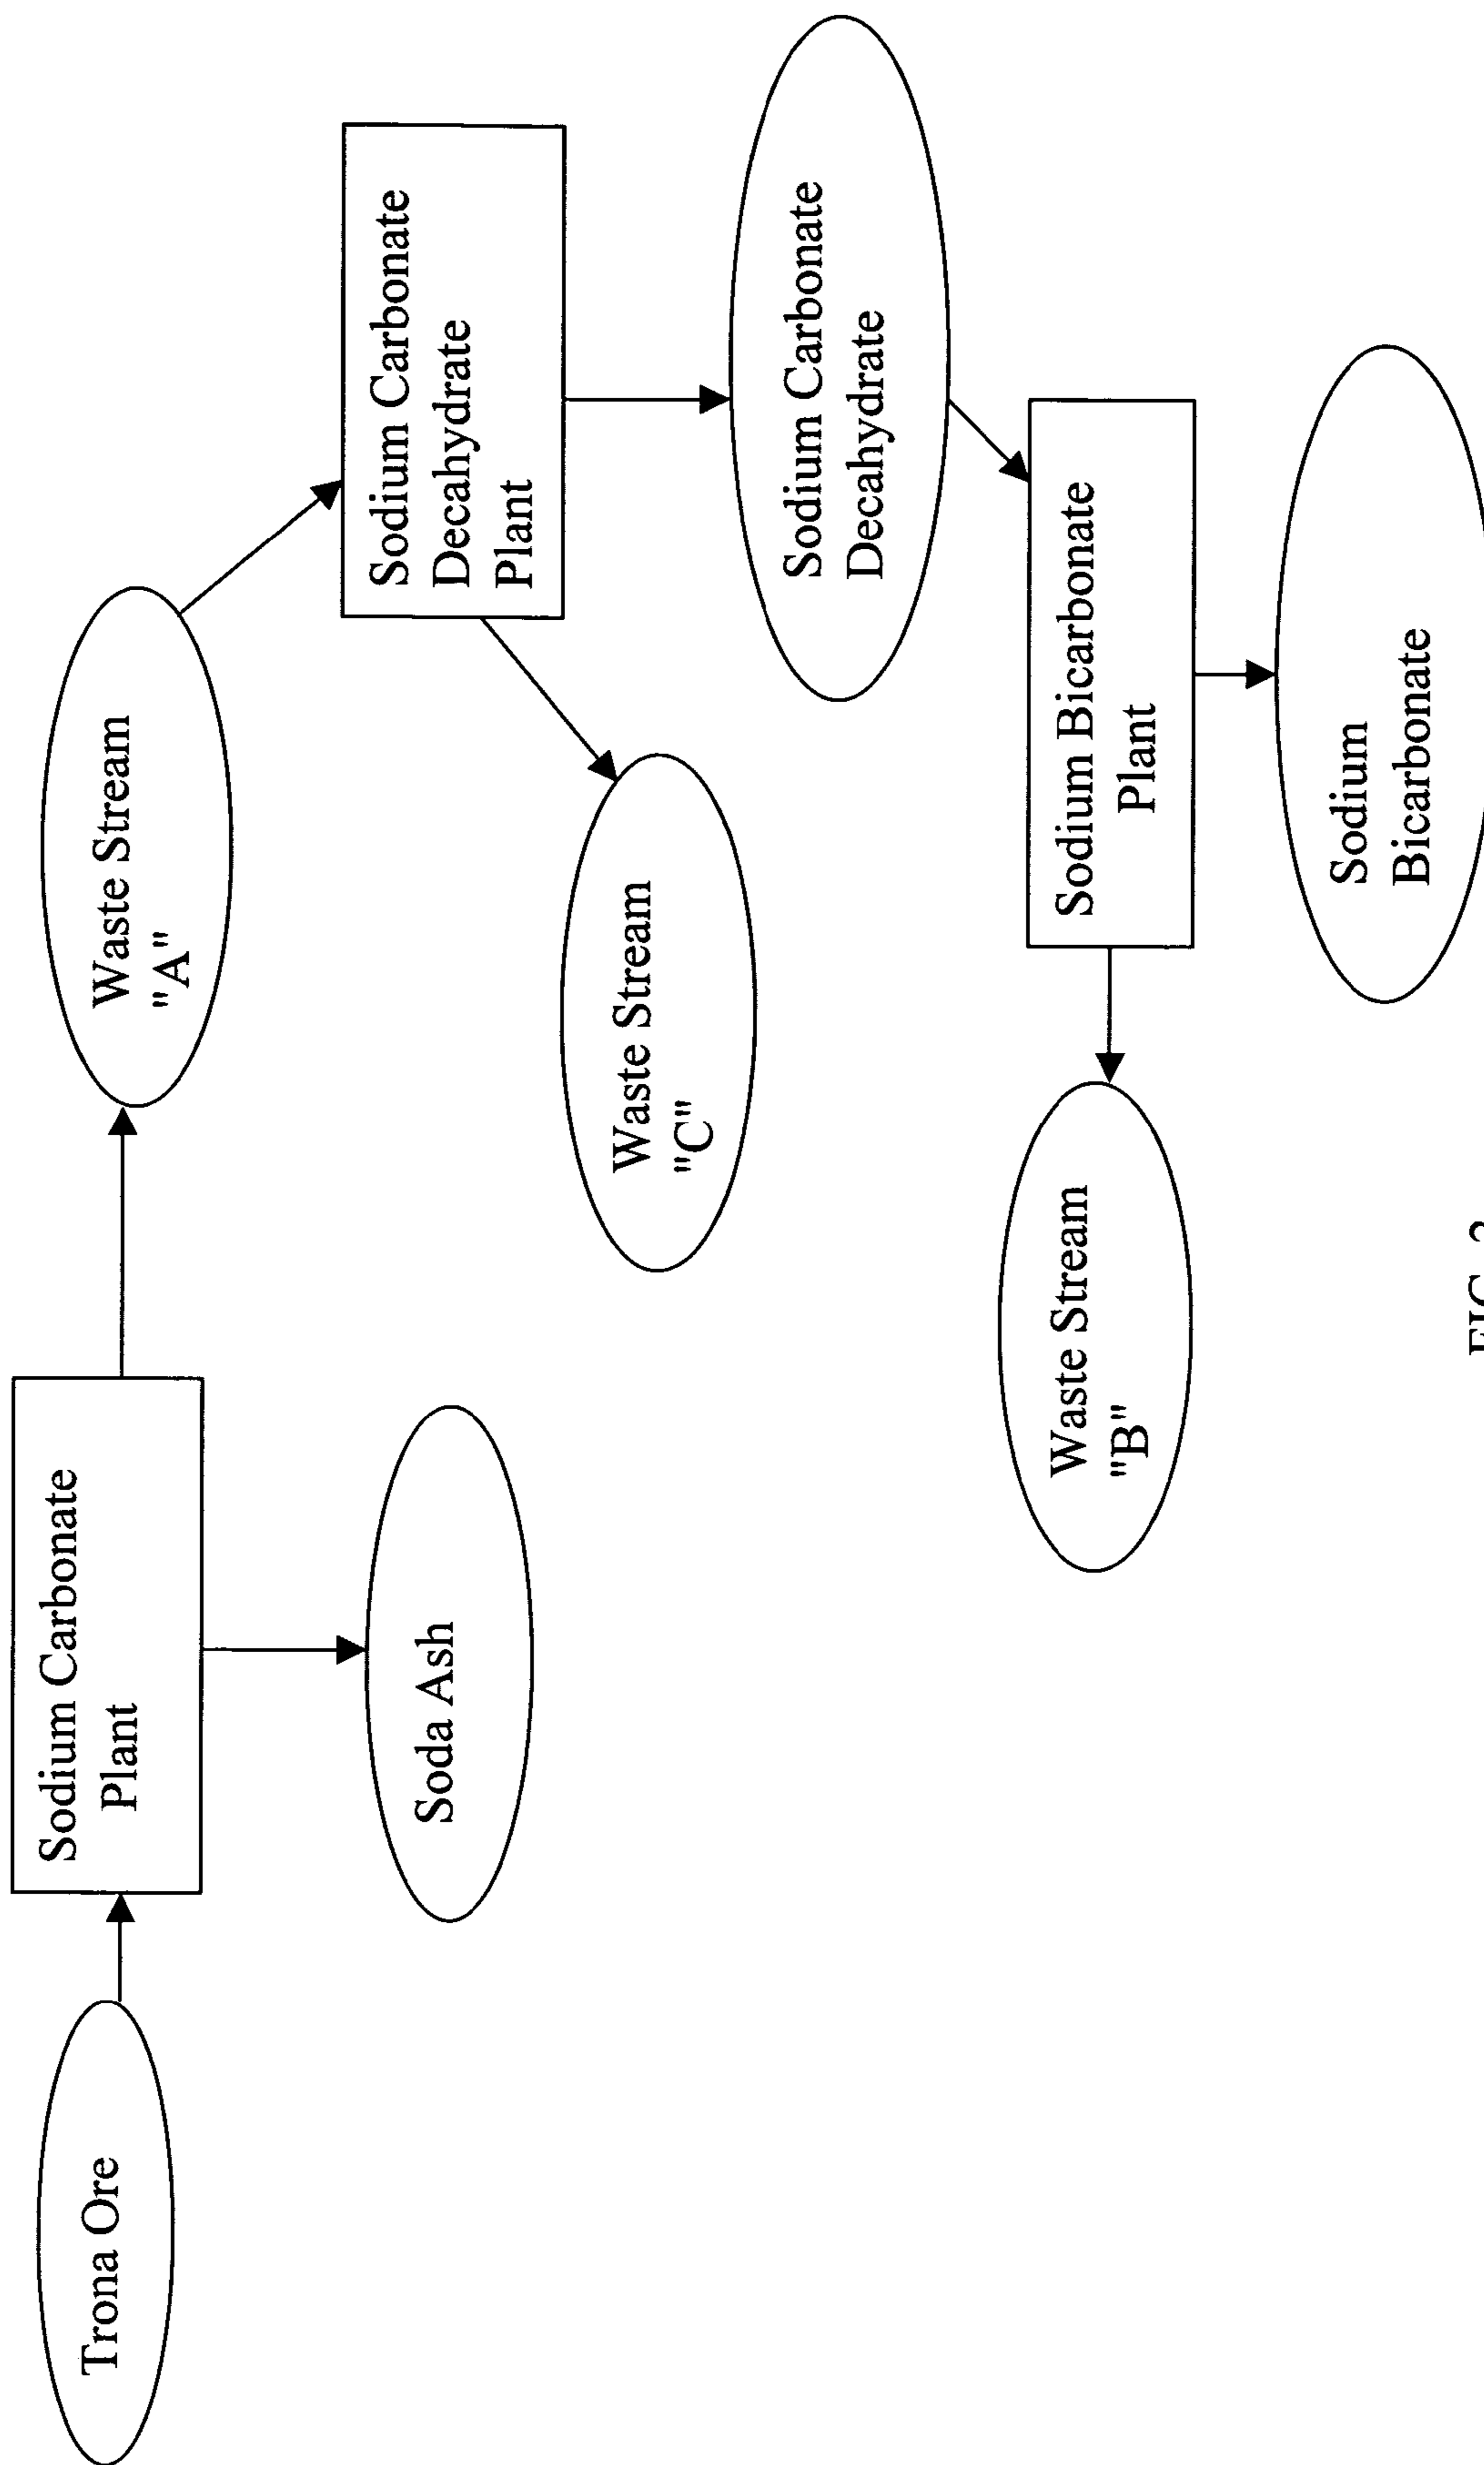 Trona Ore
Sodium Carbonate
Plant
Waste Stream
"A"
Soda Ash
Sodium Carbonate
Decahydrate
Plant
Waste Stream
"C"
Sodium Carbonate
Decahydrate
Waste Stream
"B"
Sodium Bicarbonate
Plant
Sodium
Bicarbonate
FIG